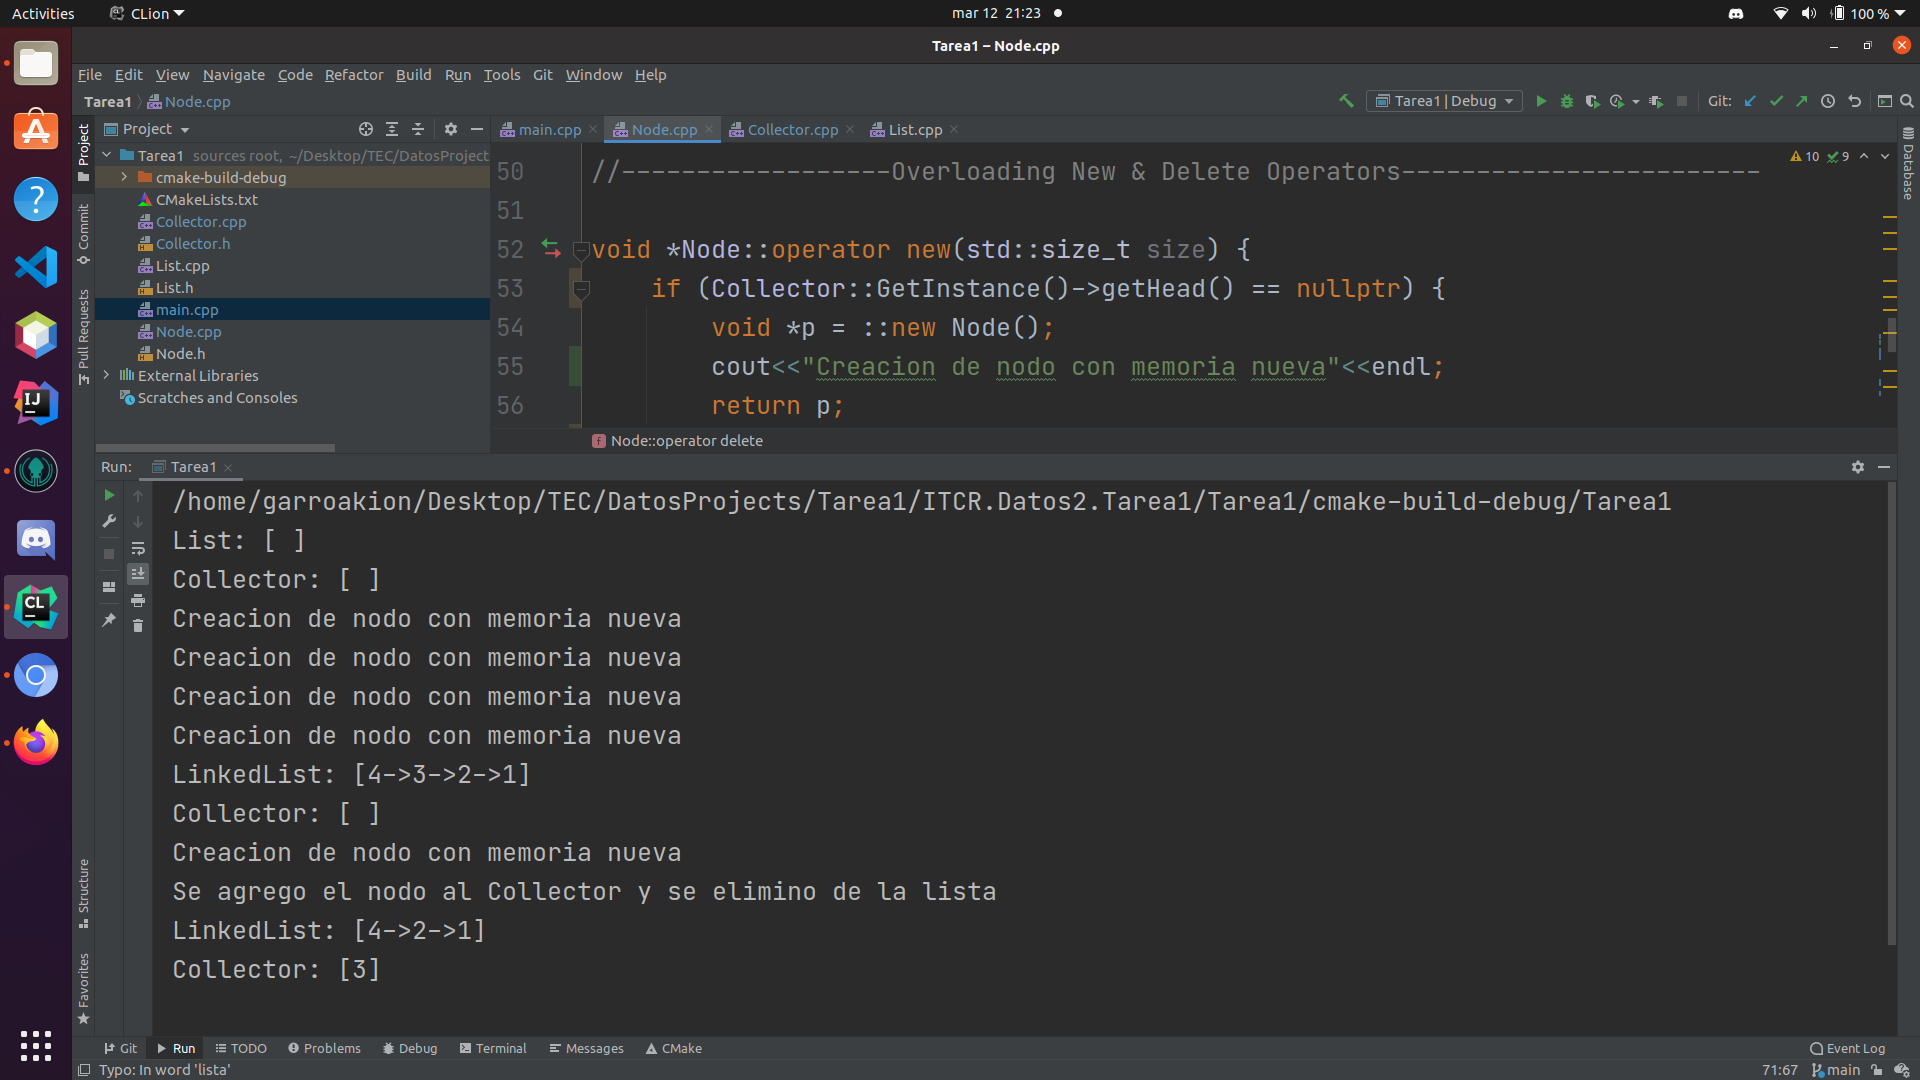 Activities
CLion
mar 12 21:23
100 %
Tarea1 – Node.cpp
File Edit View Navigate Code Refactor Build Run Tools Git Window Help
Tarea1 Node.cpp
Tarea1 | Debug
Git:
Project
main.cpp Node.cpp Collector.cpp List.cpp
Tarea1 sources root, ~/Desktop/TEC/DatosProject
cmake-build-debug
CMakeLists.txt
Collector.cpp
Collector.h
List.cpp
List.h
main.cpp
Node.cpp
Node.h
External Libraries
Scratches and Consoles
Project
Commit
Pull Requests
Structure
Favorites
Database
10 9
50 //------------------Overloading New & Delete Operators------------------------
51
52 void *Node::operator new(std::size_t size) {
53 if (Collector::GetInstance()->getHead() == nullptr) {
54 void *p = ::new Node();
55 cout<<"Creacion de nodo con memoria nueva"<<endl;
56 return p;
f Node::operator delete
Run: Tarea1
/home/garroakion/Desktop/TEC/DatosProjects/Tarea1/ITCR.Datos2.Tarea1/Tarea1/cmake-build-debug/Tarea1
List: [ ]
Collector: [ ]
Creacion de nodo con memoria nueva
Creacion de nodo con memoria nueva
Creacion de nodo con memoria nueva
Creacion de nodo con memoria nueva
LinkedList: [4->3->2->1]
Collector: [ ]
Creacion de nodo con memoria nueva
Se agrego el nodo al Collector y se elimino de la lista
LinkedList: [4->2->1]
Collector: [3]
Git Run TODO Problems Debug Terminal Messages CMake
Event Log
Typo: In word 'lista'
71:67 main